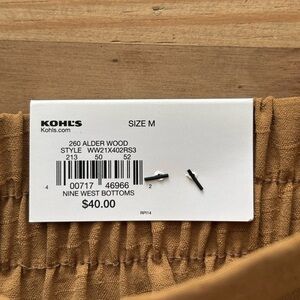 KOHL'S SIZE M
Kohls.com
260 ALDER WOOD
STYLE WW21X402RS3
213 50 52
4 00717 46966 2
NINE WEST BOTTOMS
$40.00
RPI14